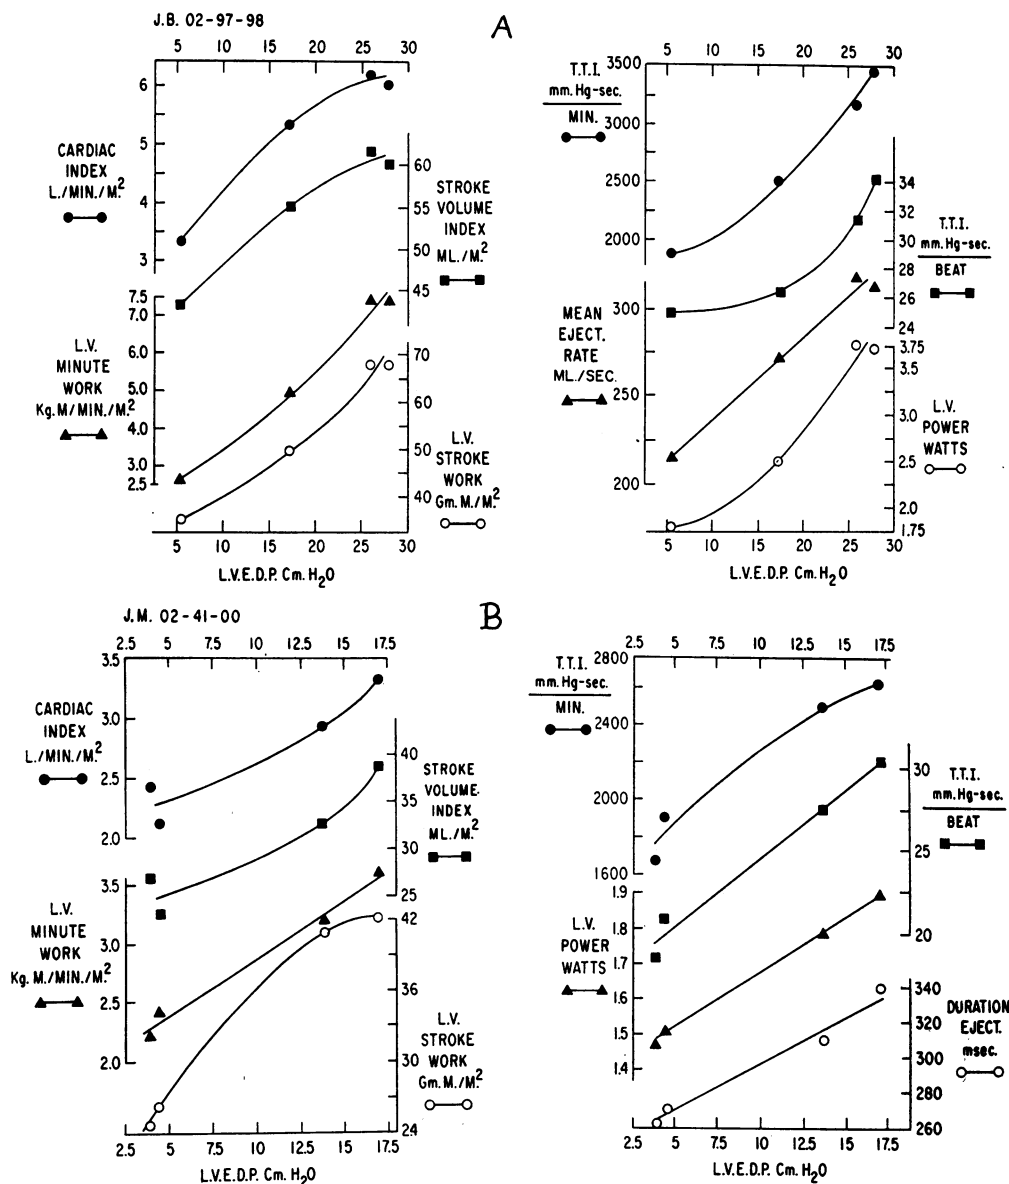 J.B. 02-97-98
A
5 10 15 20 25 30
6
5
4
3
CARDIAC
INDEX
L./MIN./M.²
60
55
50
45
STROKE
VOLUME
INDEX
ML./M.²
7.5
7.0
6.0
5.0
4.0
3.0
2.5
L.V.
MINUTE
WORK
Kg.M/MIN./M.²
70
60
50
40
L.V.
STROKE
WORK
Gm.M./M.²
5 10 15 20 25 30
L.V.E.D.P. Cm. H₂O
5 10 15 20 25 30
T.T.I.
mm.Hg-sec.
MIN.
3500
3000
2500
2000
34
32
30
28
26
24
T.T.I.
mm.Hg-sec.
BEAT
MEAN
EJECT.
RATE
ML./SEC.
300
250
200
3.75
3.5
3.0
2.5
2.0
1.75
L.V.
POWER
WATTS
5 10 15 20 25 30
L.V.E.D.P. Cm. H₂O
J.M. 02-41-00
B
2.5 5 10 12.5 15 17.5
3.5
3.0
2.5
2.0
CARDIAC
INDEX
L./MIN./M.²
40
35
30
25
STROKE
VOLUME
INDEX
ML./M.²
3.5
3.0
2.5
2.0
L.V.
MINUTE
WORK
Kg.M./MIN./M.²
42
36
30
24
L.V.
STROKE
WORK
Gm.M./M.²
2.5 5 10 12.5 15 17.5
L.V.E.D.P. Cm. H₂O
2.5 5 10 12.5 15 17.5
T.T.I.
mm.Hg-sec.
MIN.
2800
2600
2400
2000
1800
1600
30
25
20
T.T.I.
mm.Hg-sec.
BEAT
1.9
1.8
1.7
1.6
1.5
1.4
L.V.
POWER
WATTS
340
320
300
280
260
DURATION
EJECT.
msec.
2.5 5 10 12.5 15 17.5
L.V.E.D.P. Cm. H₂O